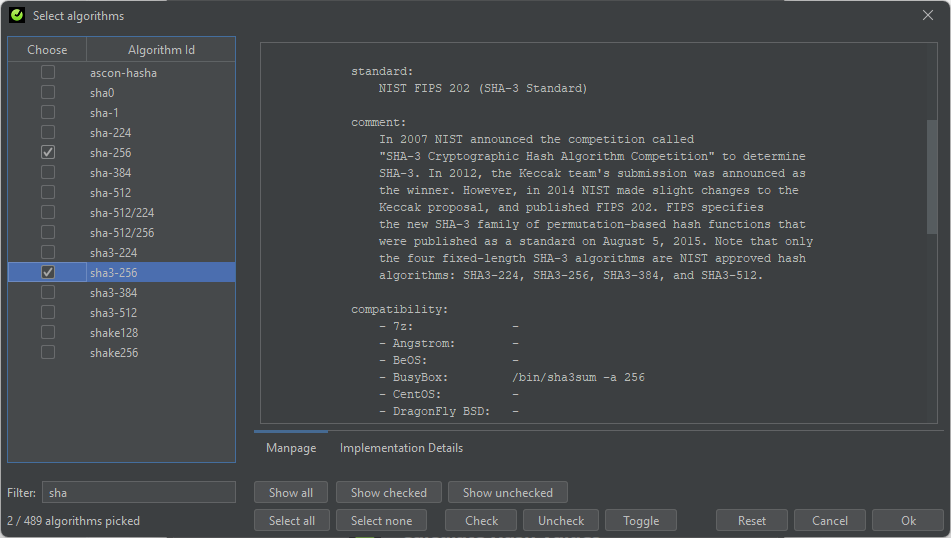 Select algorithms
Choose Algorithm Id
ascon-hasha
sha0
sha-1
sha-224
sha-256
sha-384
sha-512
sha-512/224
sha-512/256
sha3-224
sha3-256
sha3-384
sha3-512
shake128
shake256
standard:
NIST FIPS 202 (SHA-3 Standard)
comment:
In 2007 NIST announced the competition called
"SHA-3 Cryptographic Hash Algorithm Competition" to determine
SHA-3. In 2012, the Keccak team's submission was announced as
the winner. However, in 2014 NIST made slight changes to the
Keccak proposal, and published FIPS 202. FIPS specifies
the new SHA-3 family of permutation-based hash functions that
were published as a standard on August 5, 2015. Note that only
the four fixed-length SHA-3 algorithms are NIST approved hash
algorithms: SHA3-224, SHA3-256, SHA3-384, and SHA3-512.
compatibility:
- 7z: -
- Angstrom: -
- BeOS: -
- BusyBox: /bin/sha3sum -a 256
- CentOS: -
- DragonFly BSD: -
Manpage Implementation Details
Filter: sha Show all Show checked Show unchecked
2 / 489 algorithms picked Select all Select none Check Uncheck Toggle Reset Cancel Ok